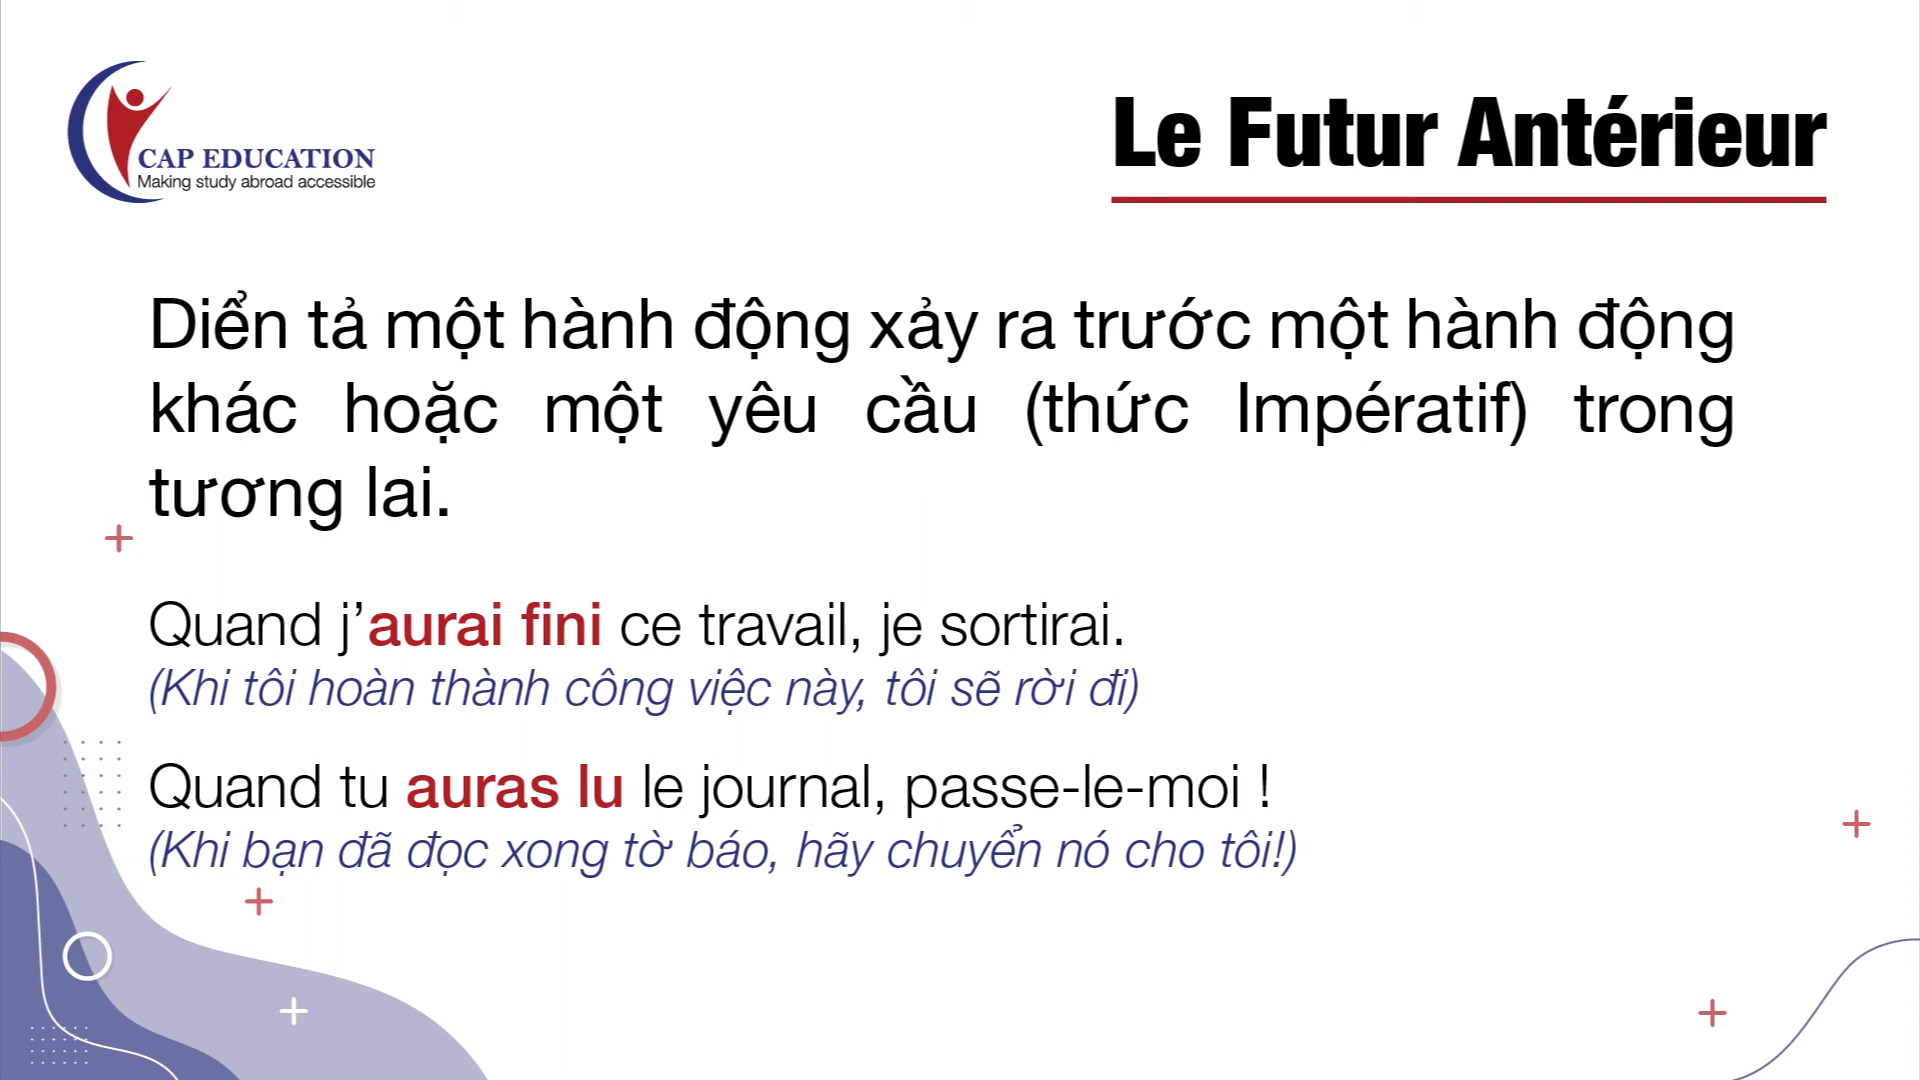 CAP EDUCATION
Making study abroad accessible
Le Futur Antérieur
Diển tả một hành động xảy ra trước một hành động
khác hoặc một yêu cầu (thức Impératif) trong
tương lai.
Quand j’aurai fini ce travail, je sortirai.
(Khi tôi hoàn thành công việc này, tôi sẽ rời đi)
Quand tu auras lu le journal, passe-le-moi !
(Khi bạn đã đọc xong tờ báo, hãy chuyển nó cho tôi!)